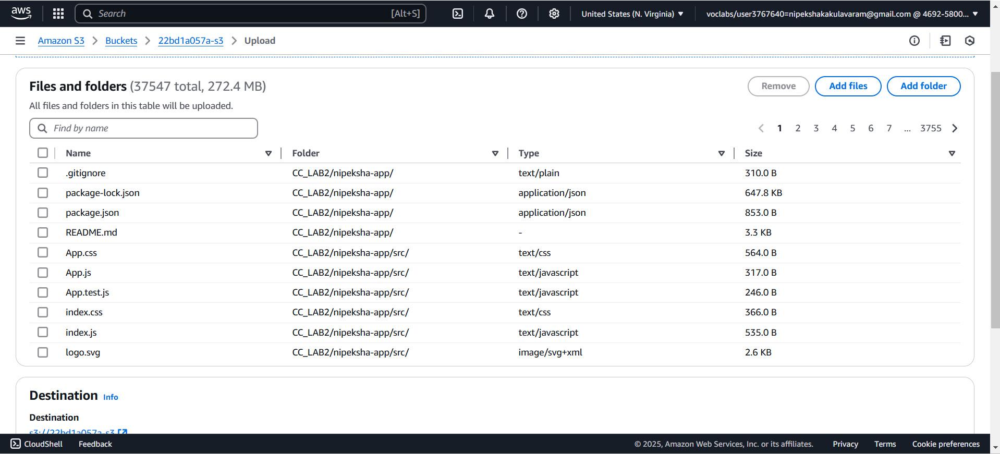 aws Search [Alt+S] United States (N. Virginia) ▼ voclabs/user3767640=nipekshakakulavaram@gmail.com @ 4692-5800... ▼
Amazon S3 > Buckets > 22bd1a057a-s3 > Upload
Files and folders (37547 total, 272.4 MB) Remove Add files Add folder
All files and folders in this table will be uploaded.
Find by name 1 2 3 4 5 6 7 ... 3755
Name Folder Type Size
.gitignore CC_LAB2/nipeksha-app/ text/plain 310.0 B
package-lock.json CC_LAB2/nipeksha-app/ application/json 647.8 KB
package.json CC_LAB2/nipeksha-app/ application/json 853.0 B
README.md CC_LAB2/nipeksha-app/ - 3.3 KB
App.css CC_LAB2/nipeksha-app/src/ text/css 564.0 B
App.js CC_LAB2/nipeksha-app/src/ text/javascript 317.0 B
App.test.js CC_LAB2/nipeksha-app/src/ text/javascript 246.0 B
index.css CC_LAB2/nipeksha-app/src/ text/css 366.0 B
index.js CC_LAB2/nipeksha-app/src/ text/javascript 535.0 B
logo.svg CC_LAB2/nipeksha-app/src/ image/svg+xml 2.6 KB
Destination Info
Destination
s3://22bd1a057a-s3
CloudShell Feedback © 2025, Amazon Web Services, Inc. or its affiliates. Privacy Terms Cookie preferences